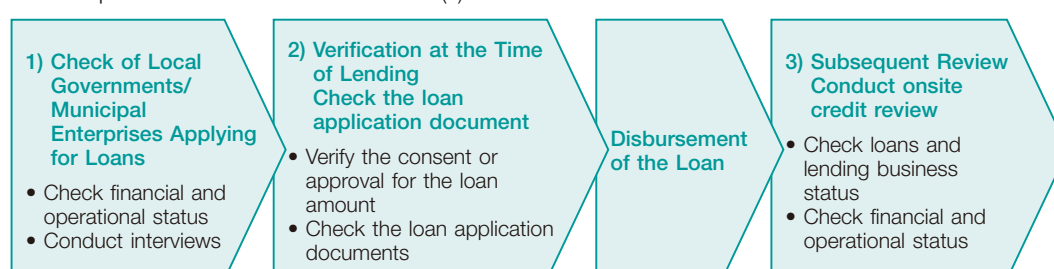 1) Check of Local
Governments/
Municipal
Enterprises Applying
for Loans
• Check financial and
operational status
• Conduct interviews
2) Verification at the Time
of Lending
Check the loan
application document
• Verify the consent or
approval for the loan
amount
• Check the loan application
documents
Disbursement
of the Loan
3) Subsequent Review
Conduct onsite
credit review
• Check loans and
lending business
status
• Check financial and
operational status